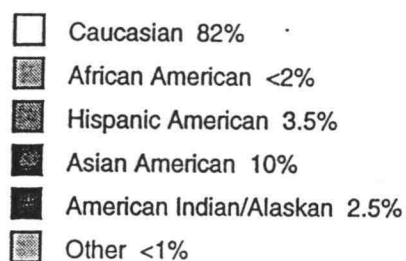 Caucasian 82%
African American <2%
Hispanic American 3.5%
Asian American 10%
American Indian/Alaskan 2.5%
Other <1%